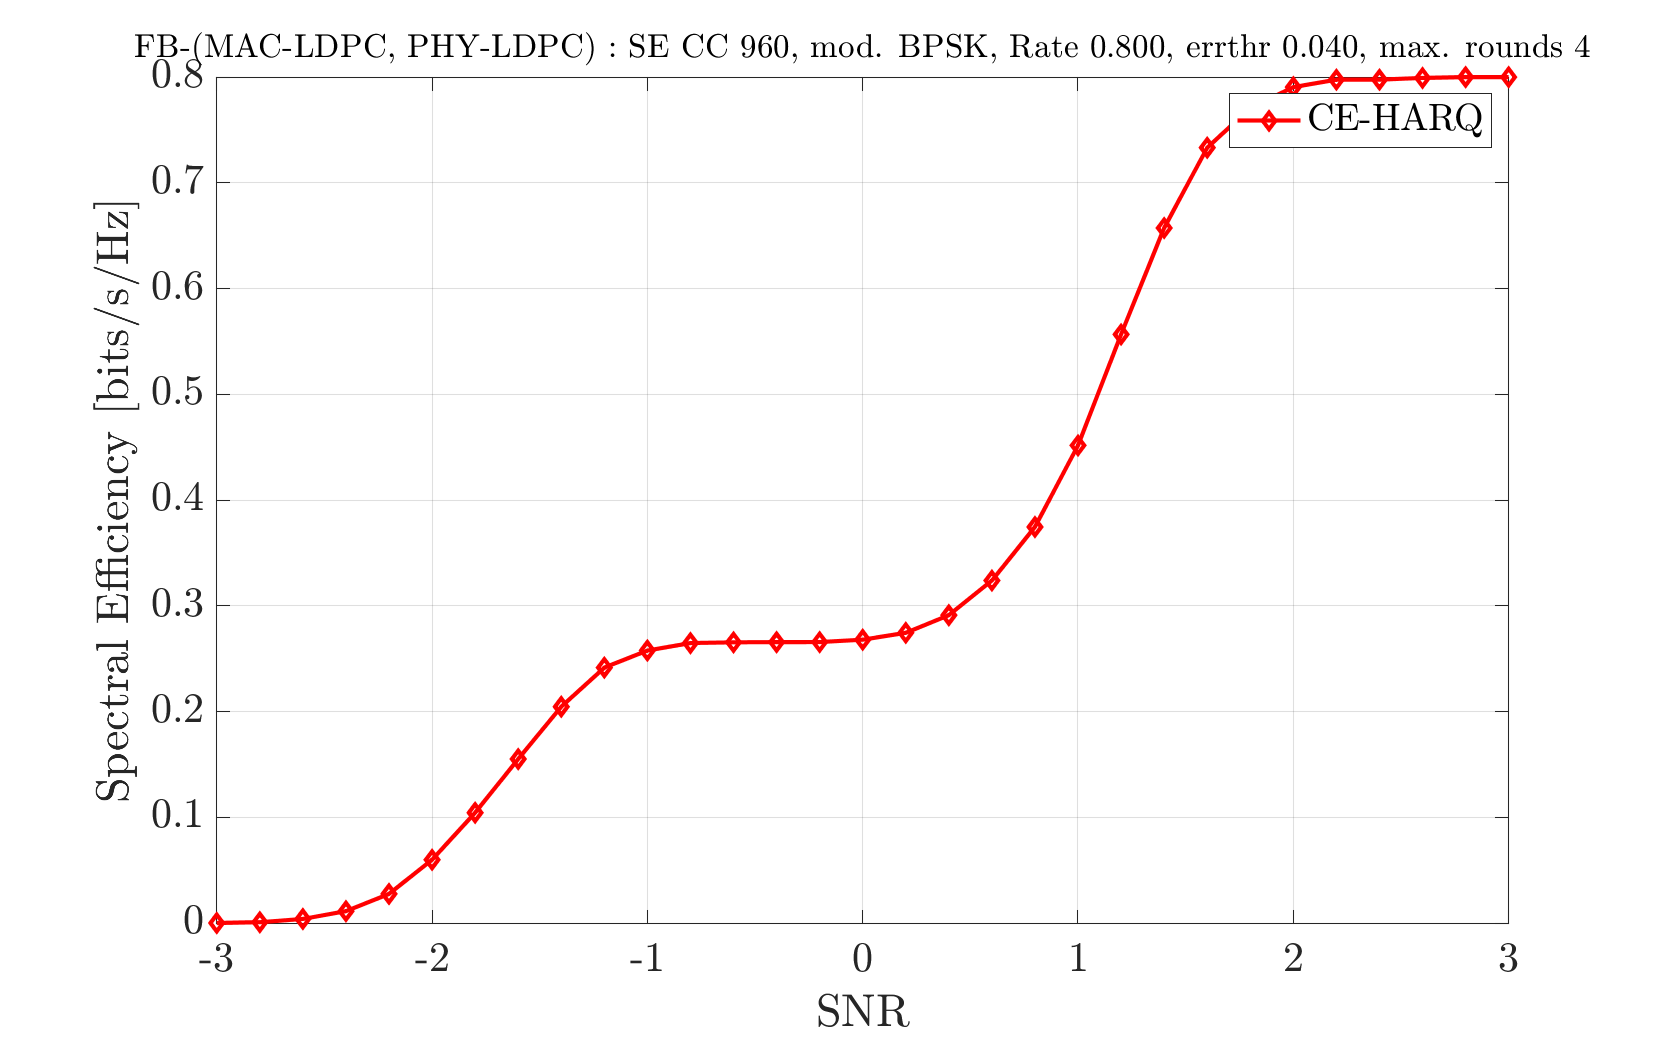 FB-(MAC-LDPC, PHY-LDPC) : SE CC 960, mod. BPSK, Rate 0.800, errthr 0.040, max. rounds 4
CE-HARQ
Spectral Efficiency [bits/s/Hz]
0.8
0.7
0.6
0.5
0.4
0.3
0.2
0.1
0
-3 -2 -1 0 1 2 3
SNR